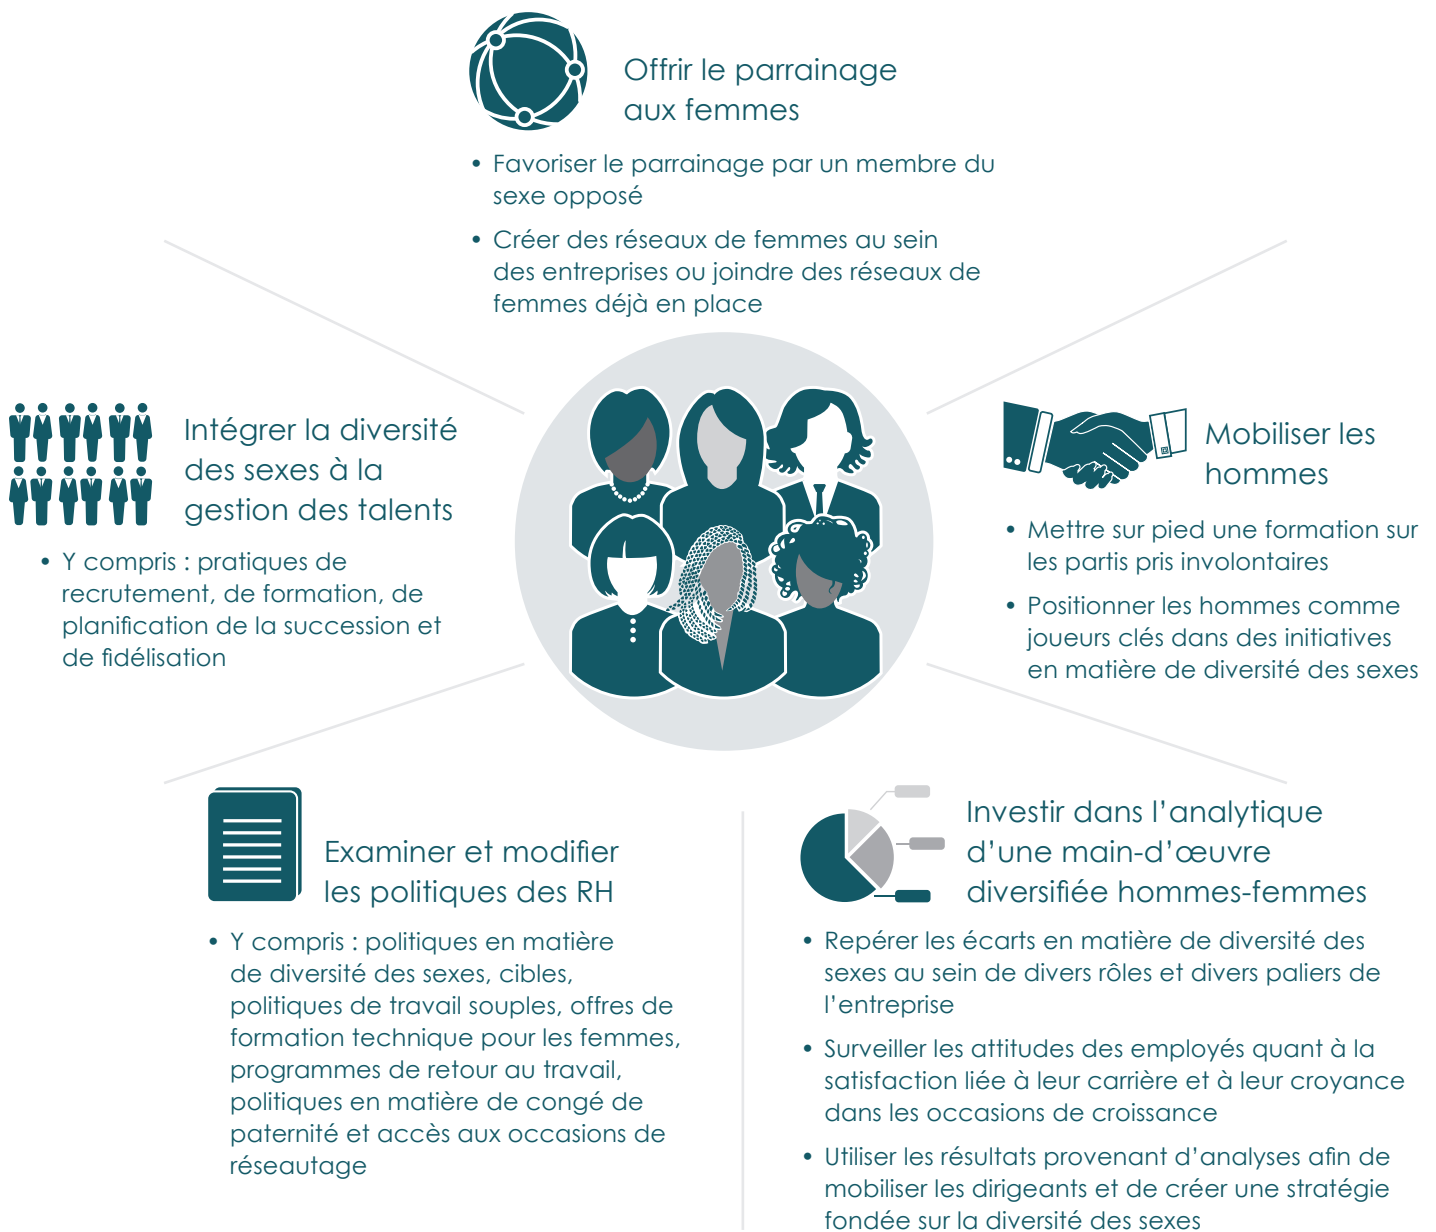 Offrir le parrainage
aux femmes
• Favoriser le parrainage par un membre du
sexe opposé
• Créer des réseaux de femmes au sein
des entreprises ou joindre des réseaux de
femmes déjà en place
Intégrer la diversité
des sexes à la
gestion des talents
• Y compris : pratiques de
recrutement, de formation, de
planification de la succession et
de fidélisation
Mobiliser les
hommes
• Mettre sur pied une formation sur
les partis pris involontaires
• Positionner les hommes comme
joueurs clés dans des initiatives
en matière de diversité des sexes
Examiner et modifier
les politiques des RH
• Y compris : politiques en matière
de diversité des sexes, cibles,
politiques de travail souples, offres de
formation technique pour les femmes,
programmes de retour au travail,
politiques en matière de congé de
paternité et accès aux occasions de
réseautage
Investir dans l’analytique
d’une main-d’œuvre
diversifiée hommes-femmes
• Repérer les écarts en matière de diversité des
sexes au sein de divers rôles et divers paliers de
l’entreprise
• Surveiller les attitudes des employés quant à la
satisfaction liée à leur carrière et à leur croyance
dans les occasions de croissance
• Utiliser les résultats provenant d’analyses afin de
mobiliser les dirigeants et de créer une stratégie
fondée sur la diversité des sexes